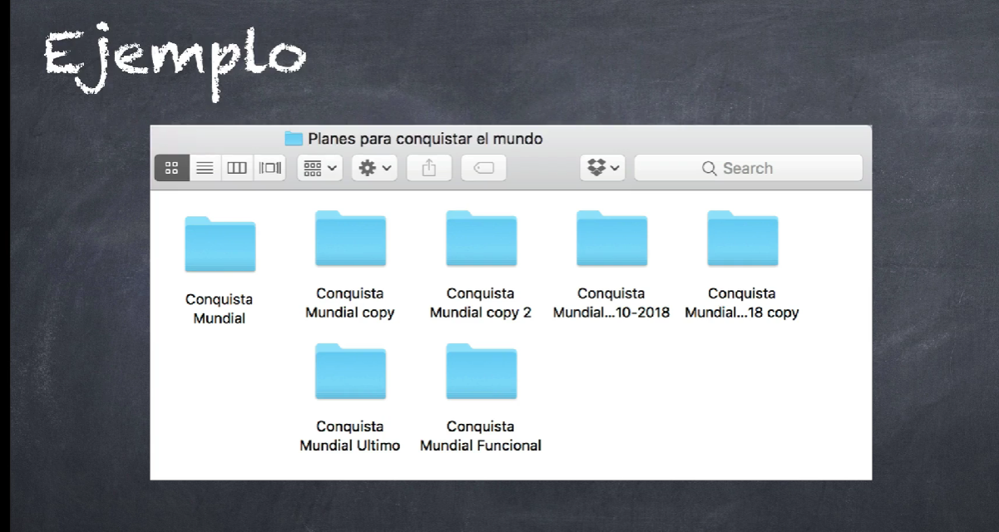 Ejemplo
Planes para conquistar el mundo
Search
Conquista
Mundial
Conquista
Mundial copy
Conquista
Mundial copy 2
Conquista
Mundial...10-2018
Conquista
Mundial...18 copy
Conquista
Mundial Ultimo
Conquista
Mundial Funcional